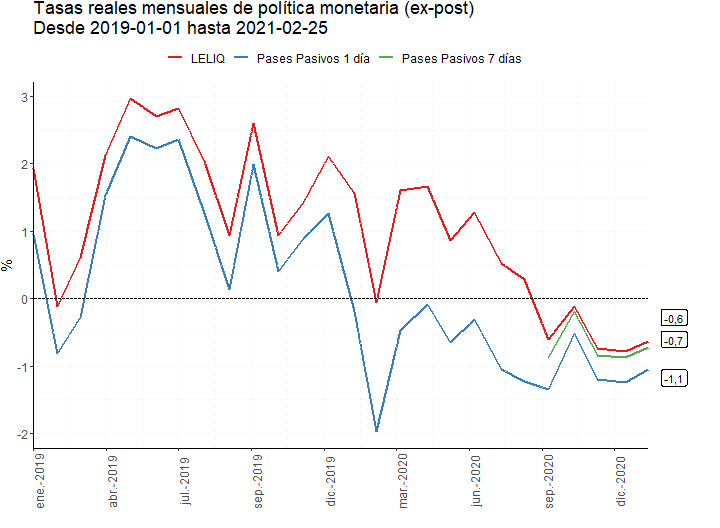 Tasas reales mensuales de política monetaria (ex-post)
Desde 2019-01-01 hasta 2021-02-25
LELIQ Pases Pasivos 1 día Pases Pasivos 7 días
%
3
2
1
0
-1
-2
-0,6
-0,7
-1,1
ene.-2019 abr.-2019 jul.-2019 sep.-2019 dic.-2019 mar.-2020 jun.-2020 sep.-2020 dic.-2020